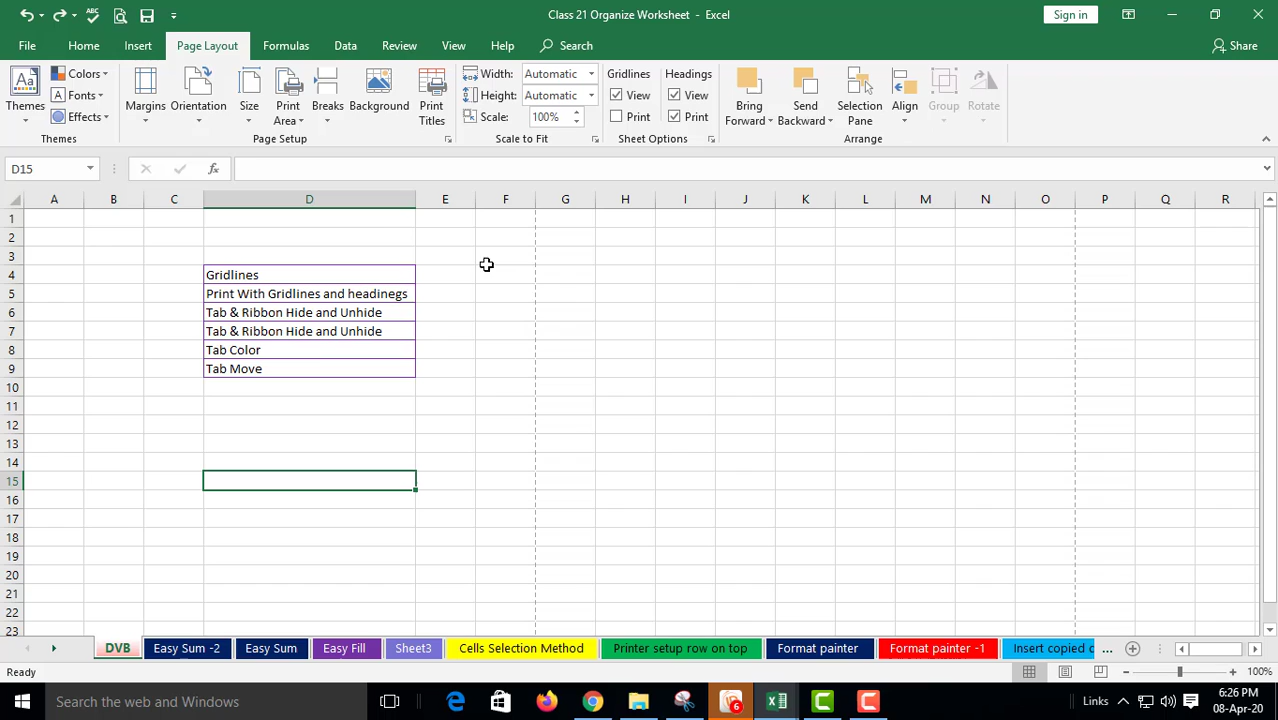 Class 21 Organize Worksheet - Excel
Sign in
File Home Insert Page Layout Formulas Data Review View Help Search Share
Themes
Colors
Fonts
Effects
Themes
Margins
Orientation
Size
Print Area
Breaks
Background
Print Titles
Page Setup
Width: Automatic
Height: Automatic
Scale: 100%
Scale to Fit
Gridlines
View
Print
Headings
View
Print
Sheet Options
Bring Forward
Send Backward
Selection Pane
Align
Group
Rotate
Arrange
D15
fx
A B C D E F G H I J K L M N O P Q R
1
2
3
4 Gridlines
5 Print With Gridlines and headinegs
6 Tab & Ribbon Hide and Unhide
7 Tab & Ribbon Hide and Unhide
8 Tab Color
9 Tab Move
10
11
12
13
14
15
16
17
18
19
20
21
22
23
DVB Easy Sum -2 Easy Sum Easy Fill Sheet3 Cells Selection Method Printer setup row on top Format painter Format painter -1 Insert copied c ...
Ready
100%
Search the web and Windows
6
Links
6:26 PM
08-Apr-20